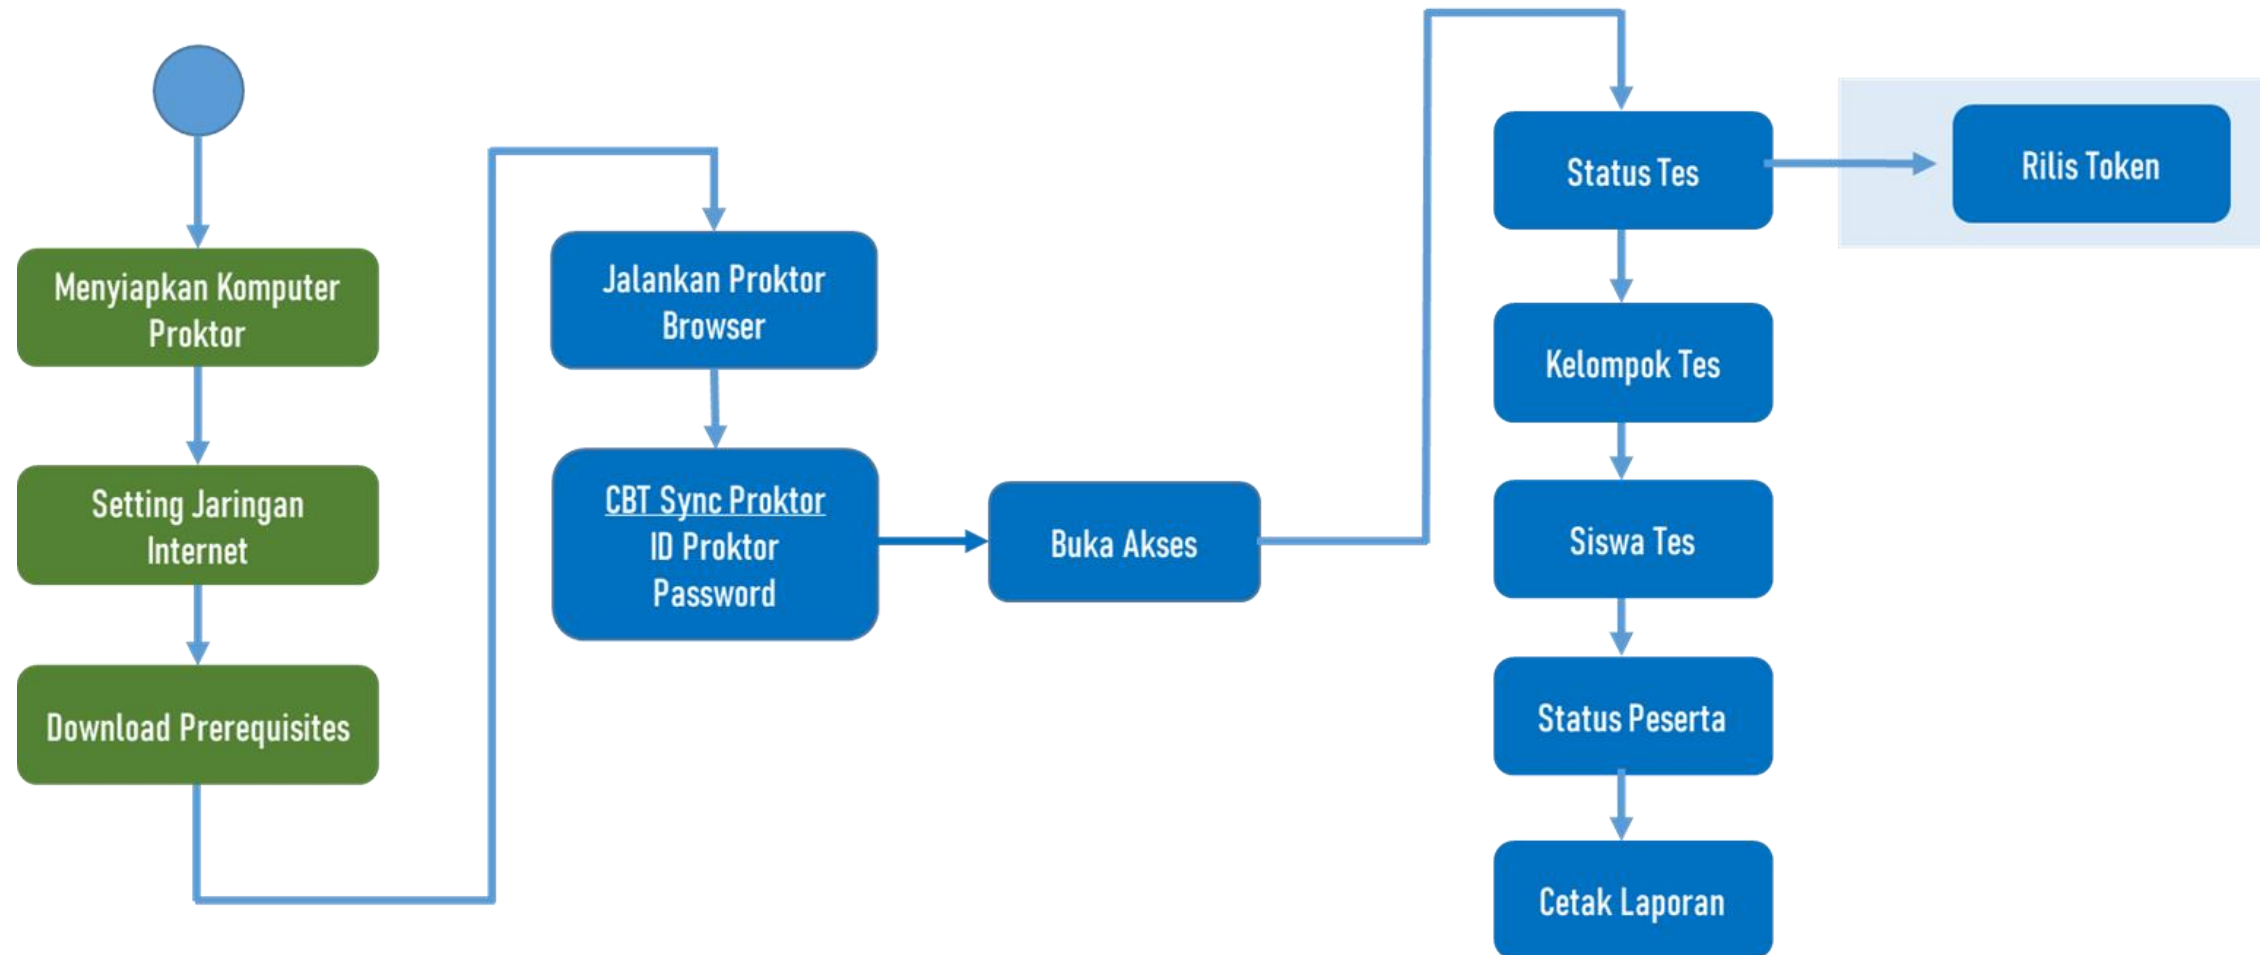 Menyiapkan Komputer
Proktor
Setting Jaringan
Internet
Download Prerequisites
Jalankan Proktor
Browser
CBT Sync Proktor
ID Proktor
Password
Buka Akses
Status Tes
Rilis Token
Kelompok Tes
Siswa Tes
Status Peserta
Cetak Laporan